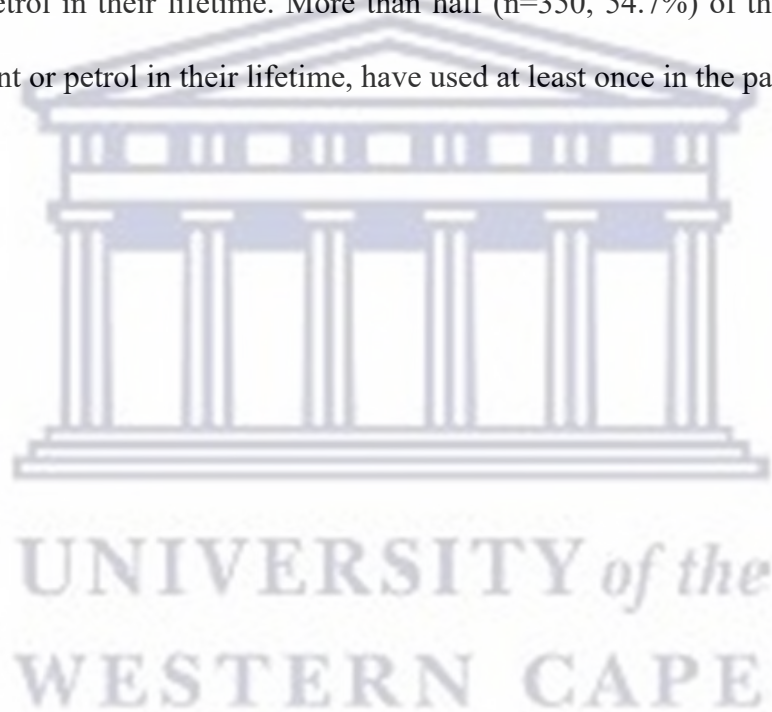 petrol in their lifetime. More than half (n=350, 54.7%) of th
nt or petrol in their lifetime, have used at least once in the pa
UNIVERSITY of the
WESTERN CAPE